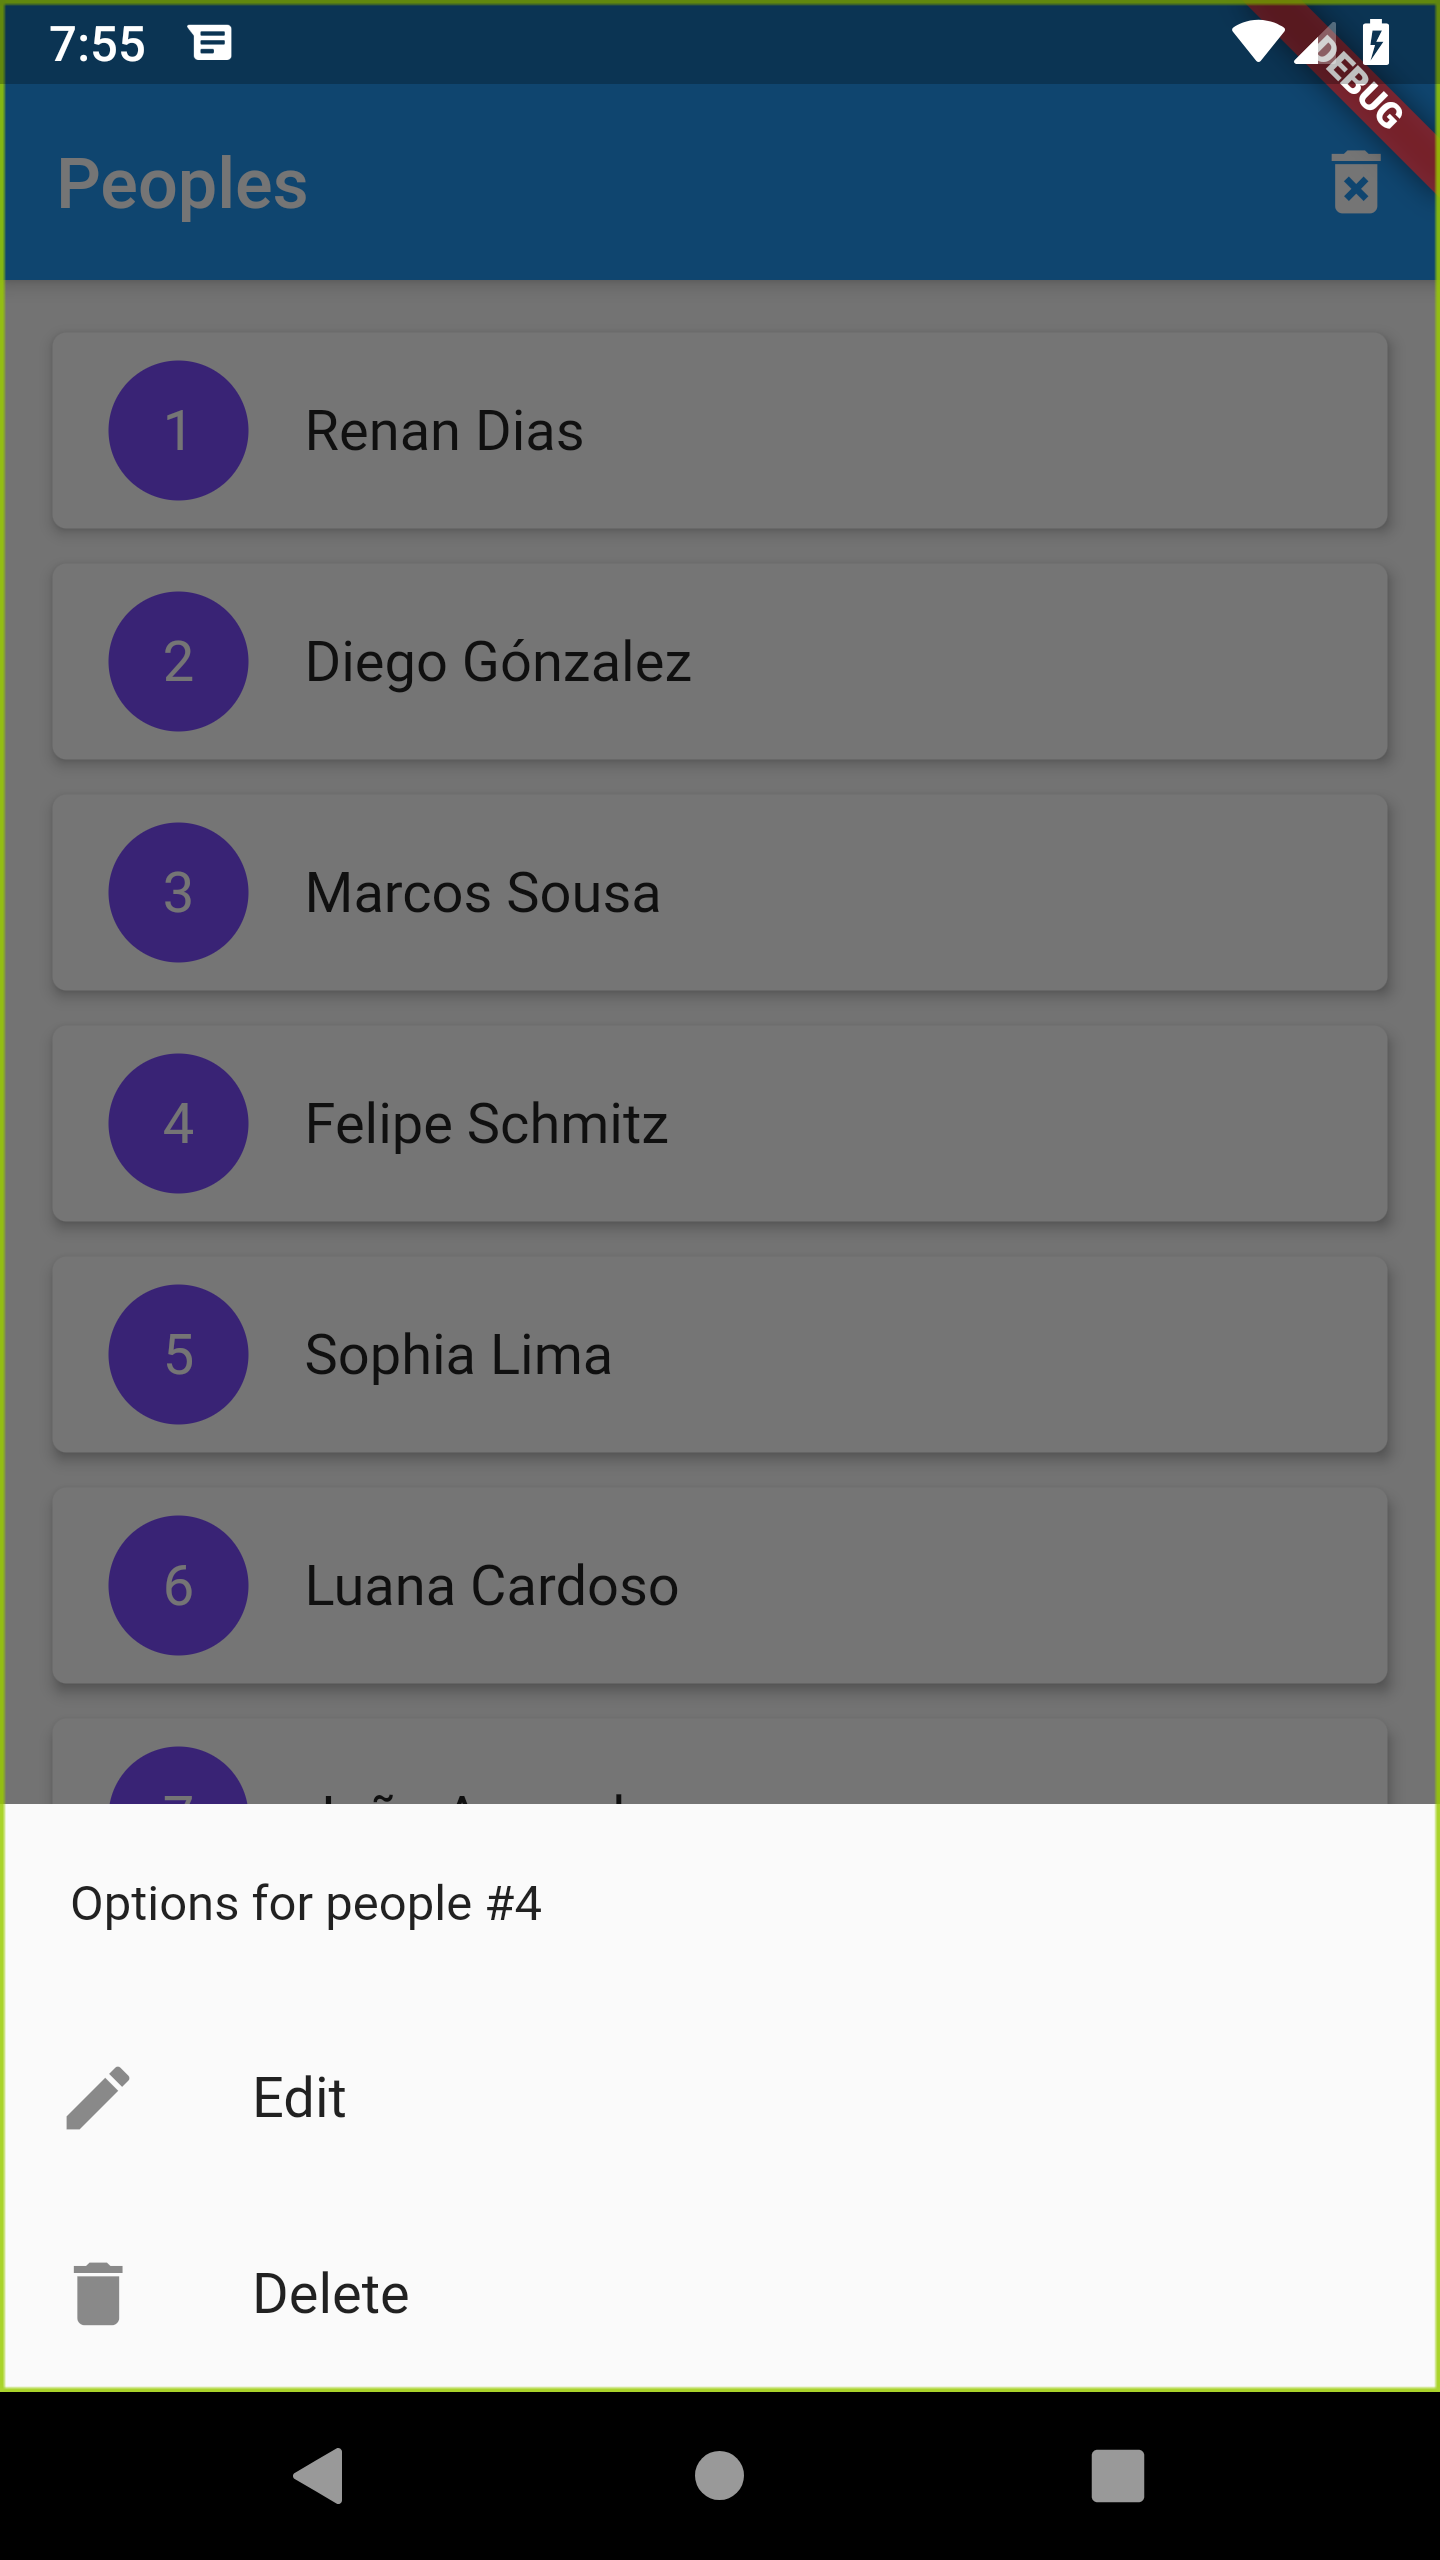 7:55
DEBUG
Peoples
1 Renan Dias
2 Diego Gónzalez
3 Marcos Sousa
4 Felipe Schmitz
5 Sophia Lima
6 Luana Cardoso
7
Options for people #4
Edit
Delete